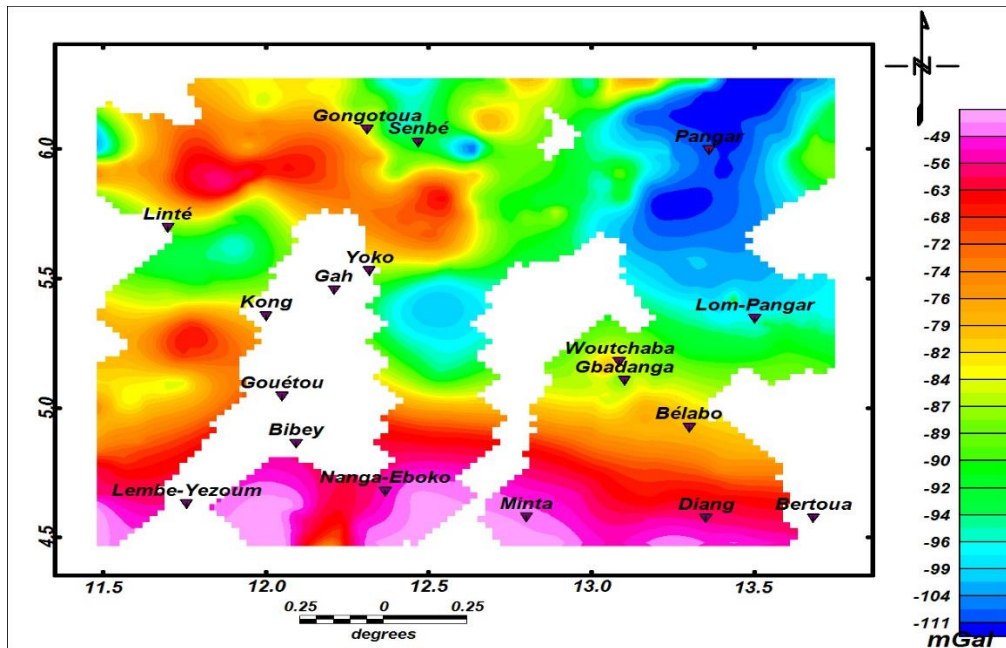 Gongotoua
Senbé
Pangar
Linté
Yoko
Gah
Kong
Lom-Pangar
Woutchaba
Gbadanga
Gouétou
Bélabo
Bibey
Nanga-Eboko
Lembe-Yezoum
Minta
Diang
Bertoua
6.0
5.5
5.0
4.5
11.5 12.0 12.5 13.0 13.5
0.25 0 0.25
degrees
N
-49
-56
-63
-68
-72
-76
-79
-82
-84
-87
-89
-90
-92
-94
-96
-99
-104
-111
mGal